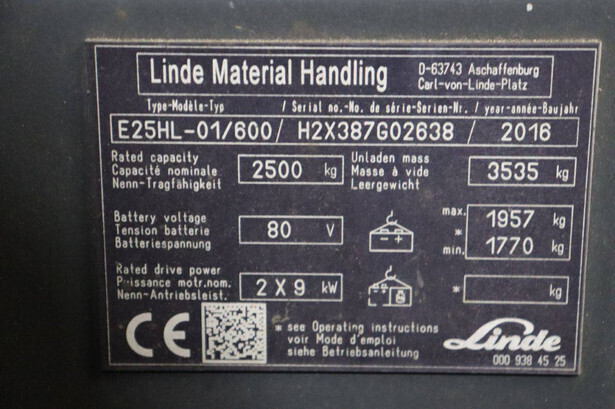 Linde Material Handling
D-63743 Aschaffenburg
Carl-von-Linde-Platz
Type-Modèle-Typ / Serial no.-No. de série-Serien-Nr. / year-année-Baujahr
E25HL-01/600 / H2X387G02638 / 2016
Rated capacity
Capacité nominale
Nenn-Tragfähigkeit
2500 kg
Unladen mass
Masse à vide
Leergewicht
3535 kg
Battery voltage
Tension batterie
Batteriespannung
80 V
max. 1957 kg
*
min. 1770 kg
Rated drive power
Puissance motr.nom.
Nenn-Antriebsleist.
2 X 9 kW
* kg
CE
* see Operating instructions
voir Mode d'emploi
siehe Betriebsanleitung
Linde
000 938 45 25